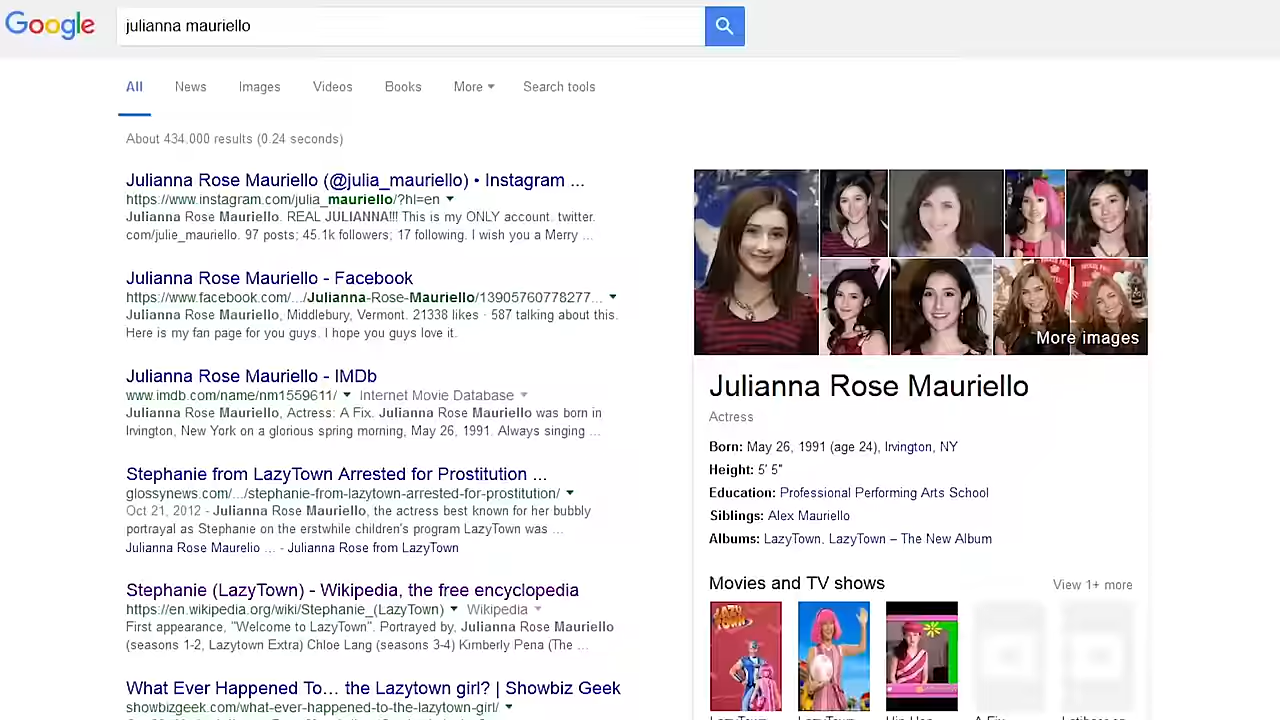 Google
julianna mauriello
All News Images Videos Books More Search tools
About 434.000 results (0.24 seconds)
Julianna Rose Mauriello (@julia_mauriello) • Instagram ...
https://www.instagram.com/julia_mauriello/?hl=en
Julianna Rose Mauriello. REAL JULIANNA!!! This is my ONLY account. twitter.
com/julie_mauriello. 97 posts; 45.1k followers; 17 following. I wish you a Merry ...
Julianna Rose Mauriello - Facebook
https://www.facebook.com/.../Julianna-Rose-Mauriello/13905760778277...
Julianna Rose Mauriello, Middlebury, Vermont. 21338 likes · 587 talking about this.
Here is my fan page for you guys. I hope you guys love it.
Julianna Rose Mauriello - IMDb
www.imdb.com/name/nm1559611/ Internet Movie Database
Julianna Rose Mauriello, Actress: A Fix. Julianna Rose Mauriello was born in
Irvington, New York on a glorious spring morning, May 26, 1991. Always singing ...
Stephanie from LazyTown Arrested for Prostitution ...
glossynews.com/.../stephanie-from-lazytown-arrested-for-prostitution/
Oct 21, 2012 - Julianna Rose Mauriello, the actress best known for her bubbly
portrayal as Stephanie on the erstwhile children's program LazyTown was ...
Julianna Rose Maurelio ... - Julianna Rose from LazyTown
Stephanie (LazyTown) - Wikipedia, the free encyclopedia
https://en.wikipedia.org/wiki/Stephanie_(LazyTown) Wikipedia
First appearance, "Welcome to LazyTown". Portrayed by, Julianna Rose Mauriello
(seasons 1-2, Lazytown Extra) Chloe Lang (seasons 3-4) Kimberly Pena (The ...
What Ever Happened To… the Lazytown girl? | Showbiz Geek
showbizgeek.com/what-ever-happened-to-the-lazytown-girl/
More images
Julianna Rose Mauriello
Actress
Born: May 26, 1991 (age 24), Irvington, NY
Height: 5' 5"
Education: Professional Performing Arts School
Siblings: Alex Mauriello
Albums: LazyTown, LazyTown – The New Album
Movies and TV shows View 1+ more
LAZY TOWN
LazyTown LazyTown Hip Hop A Fix